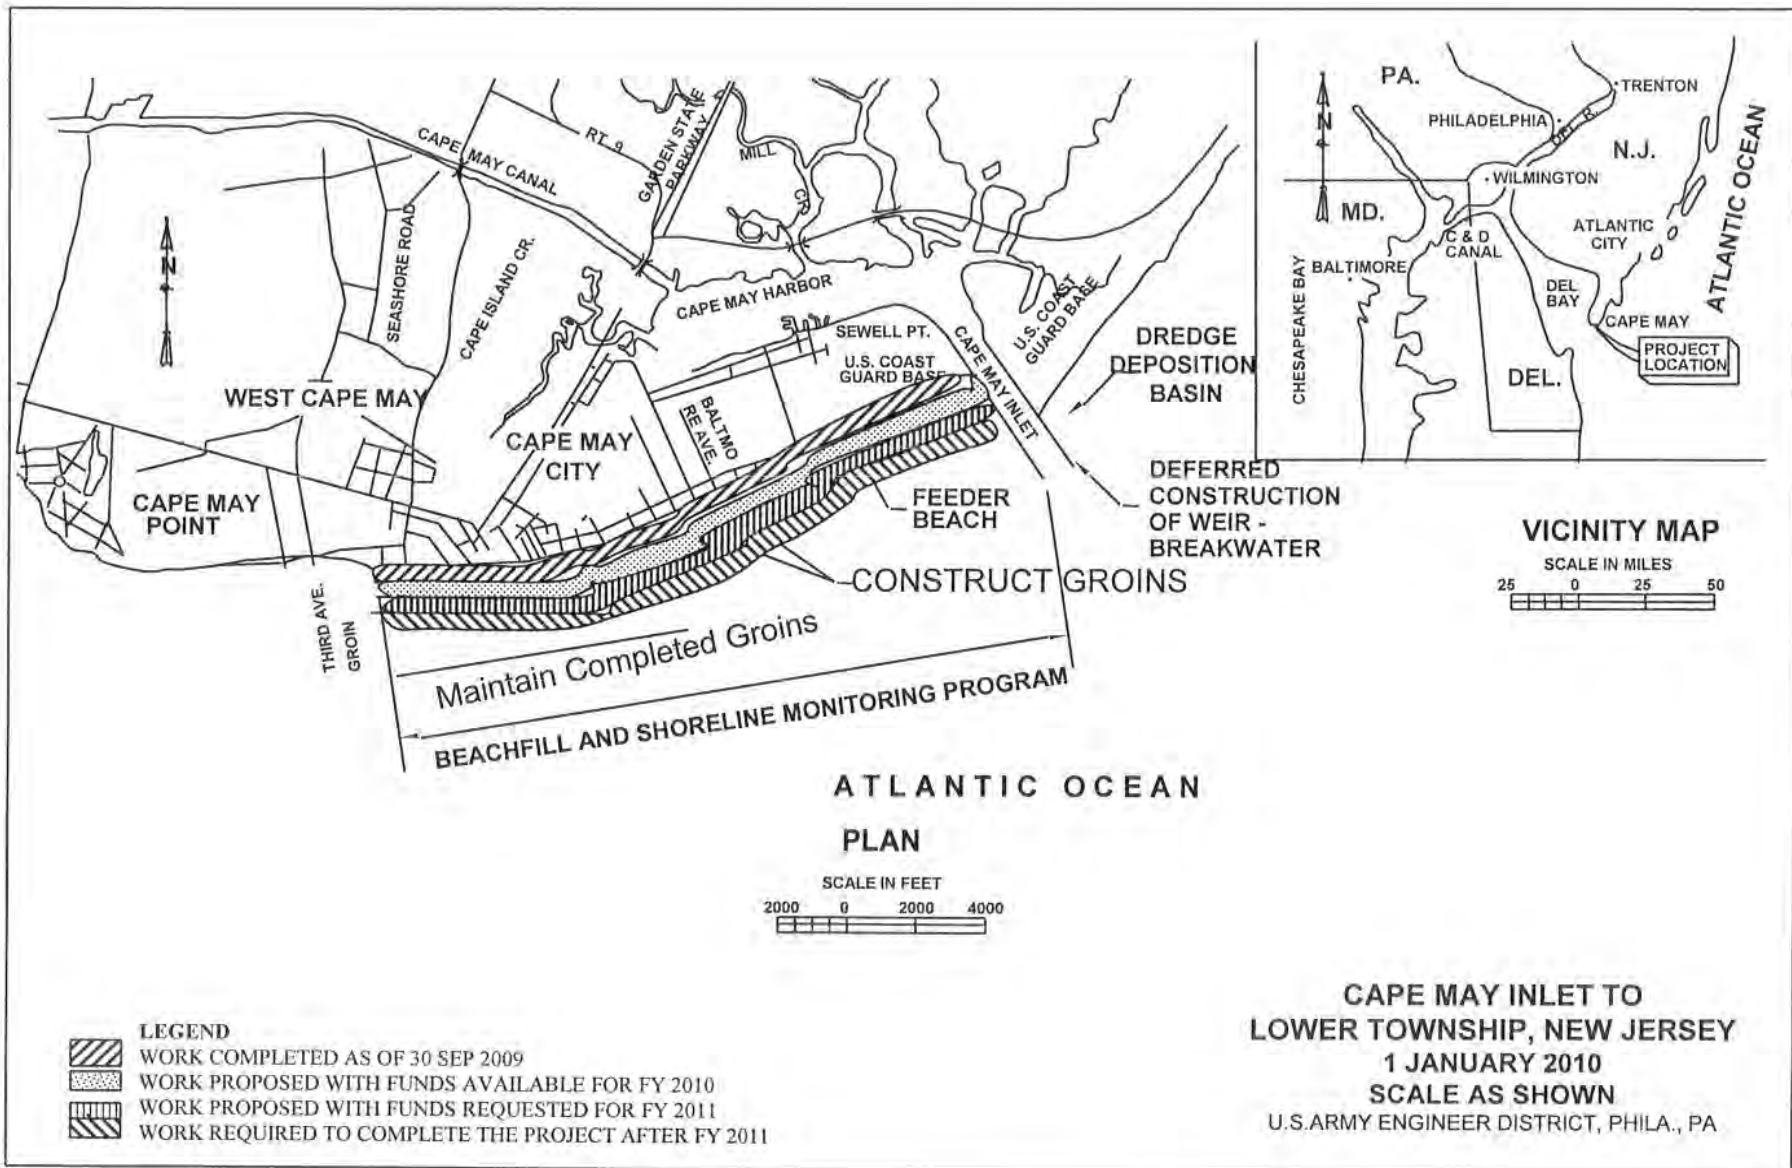 CAPE MAY CANAL
RT. 9
GARDEN STATE
PARKWAY
MILL
CR.
N
SEASHORE ROAD
CAPE ISLAND CR.
CAPE MAY HARBOR
SEWELL PT.
U.S. COAST
GUARD BASE
CAPE MAY INLET
U.S. COAST
GUARD BASE
DREDGE
DEPOSITION
BASIN
WEST CAPE MAY
CAPE MAY
CITY
BALTMO
RE AVE.
CAPE MAY
POINT
FEEDER
BEACH
DEFERRED
CONSTRUCTION
OF WEIR -
BREAKWATER
CONSTRUCT GROINS
THIRD AVE.
GROIN
Maintain Completed Groins
BEACHFILL AND SHORELINE MONITORING PROGRAM
ATLANTIC OCEAN
PLAN
SCALE IN FEET
2000 0 2000 4000
PA.
TRENTON
PHILADELPHIA
DEL. R.
N.J.
N
WILMINGTON
MD.
C & D
CANAL
ATLANTIC
CITY
ATLANTIC OCEAN
BALTIMORE
DEL
BAY
CAPE MAY
CHESAPEAKE BAY
PROJECT
LOCATION
DEL.
VICINITY MAP
SCALE IN MILES
25 0 25 50
LEGEND
WORK COMPLETED AS OF 30 SEP 2009
WORK PROPOSED WITH FUNDS AVAILABLE FOR FY 2010
WORK PROPOSED WITH FUNDS REQUESTED FOR FY 2011
WORK REQUIRED TO COMPLETE THE PROJECT AFTER FY 2011
CAPE MAY INLET TO
LOWER TOWNSHIP, NEW JERSEY
1 JANUARY 2010
SCALE AS SHOWN
U.S.ARMY ENGINEER DISTRICT, PHILA., PA